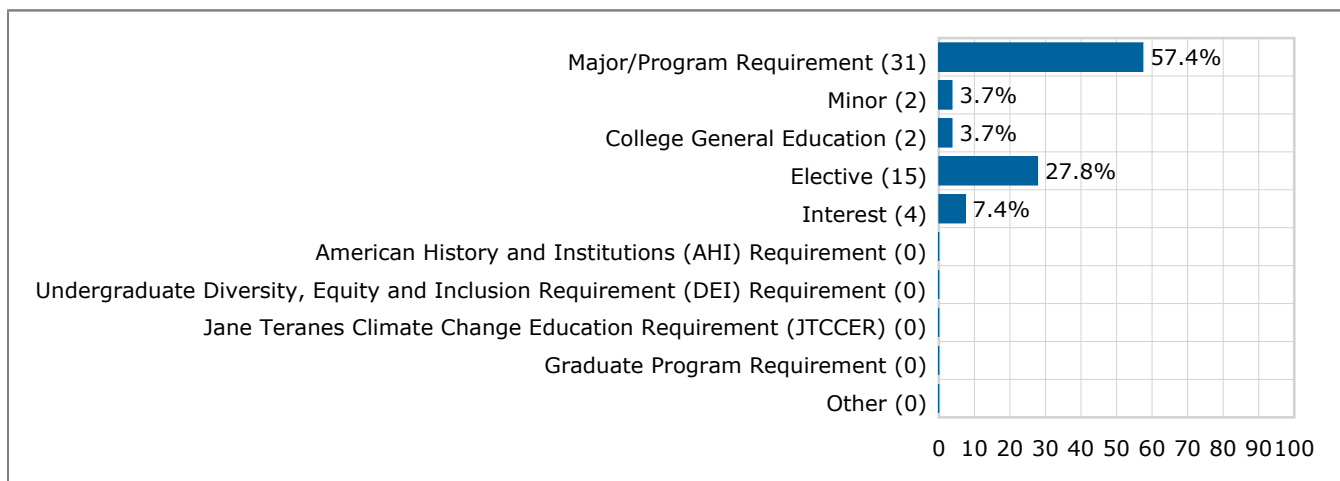 Major/Program Requirement (31) 57.4%
Minor (2) 3.7%
College General Education (2) 3.7%
Elective (15) 27.8%
Interest (4) 7.4%
American History and Institutions (AHI) Requirement (0)
Undergraduate Diversity, Equity and Inclusion Requirement (DEI) Requirement (0)
Jane Teranes Climate Change Education Requirement (JTCCER) (0)
Graduate Program Requirement (0)
Other (0)
0 10 20 30 40 50 60 70 80 90 100